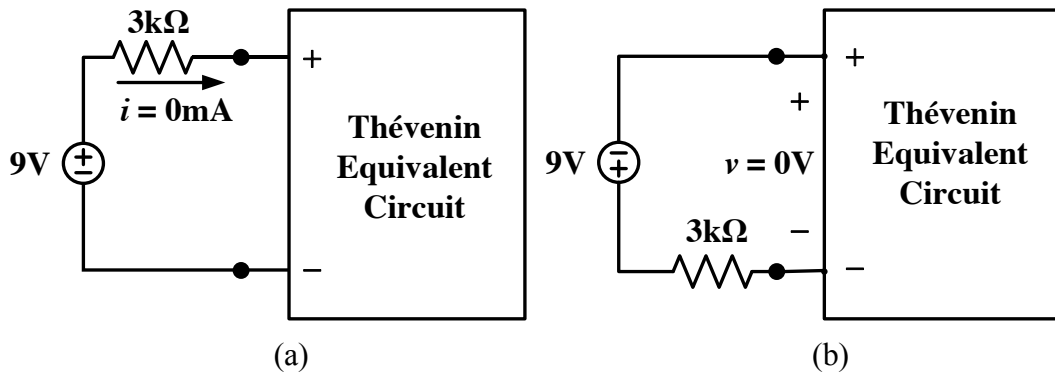 3kΩ
+
i = 0mA
9V
+
−
−
Thévenin
Equivalent
Circuit
(a)
+
+
9V
−
+
v = 0V
−
3kΩ
−
Thévenin
Equivalent
Circuit
(b)